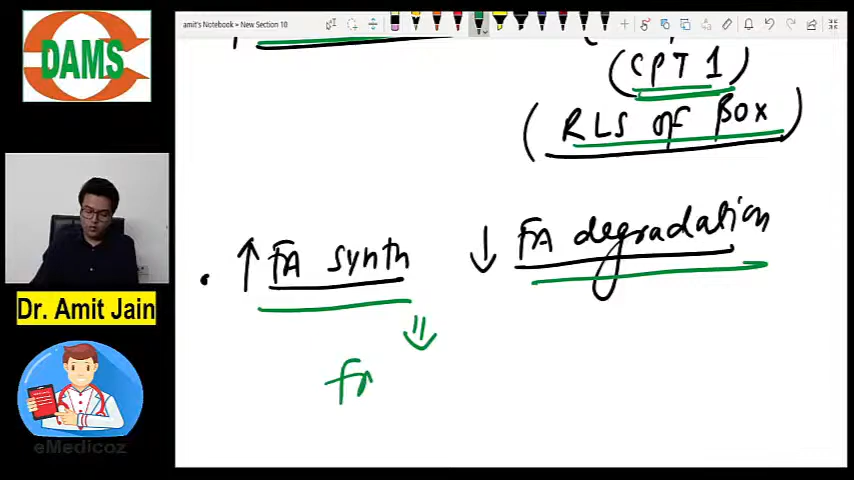 amit's Notebook > New Section 10
DAMS
(CPT 1)
(RLS of βOX)
Dr. Amit Jain
. ↑ FA synth ↓ FA degradation
⇓
FA
eMedicoz